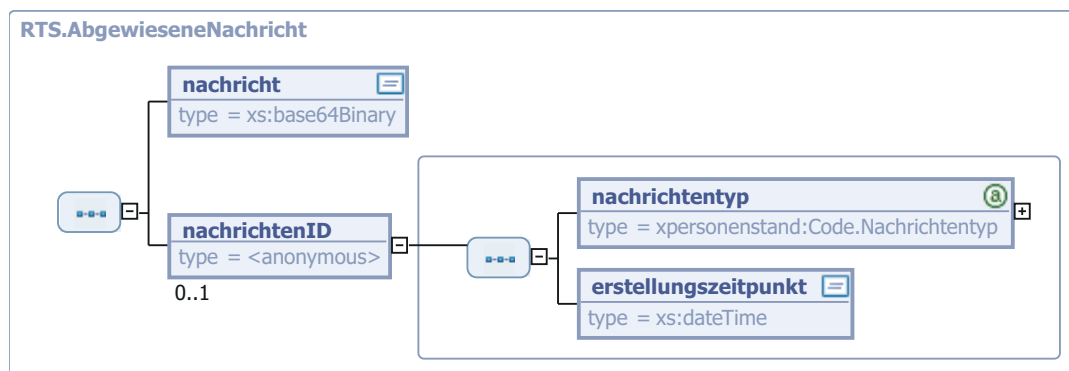 RTS.AbgewieseneNachricht
nachricht
type = xs:base64Binary
nachrichtenID
type = <anonymous>
0..1
nachrichtentyp
a
type = xpersonenstand:Code.Nachrichtentyp
erstellungszeitpunkt
type = xs:dateTime